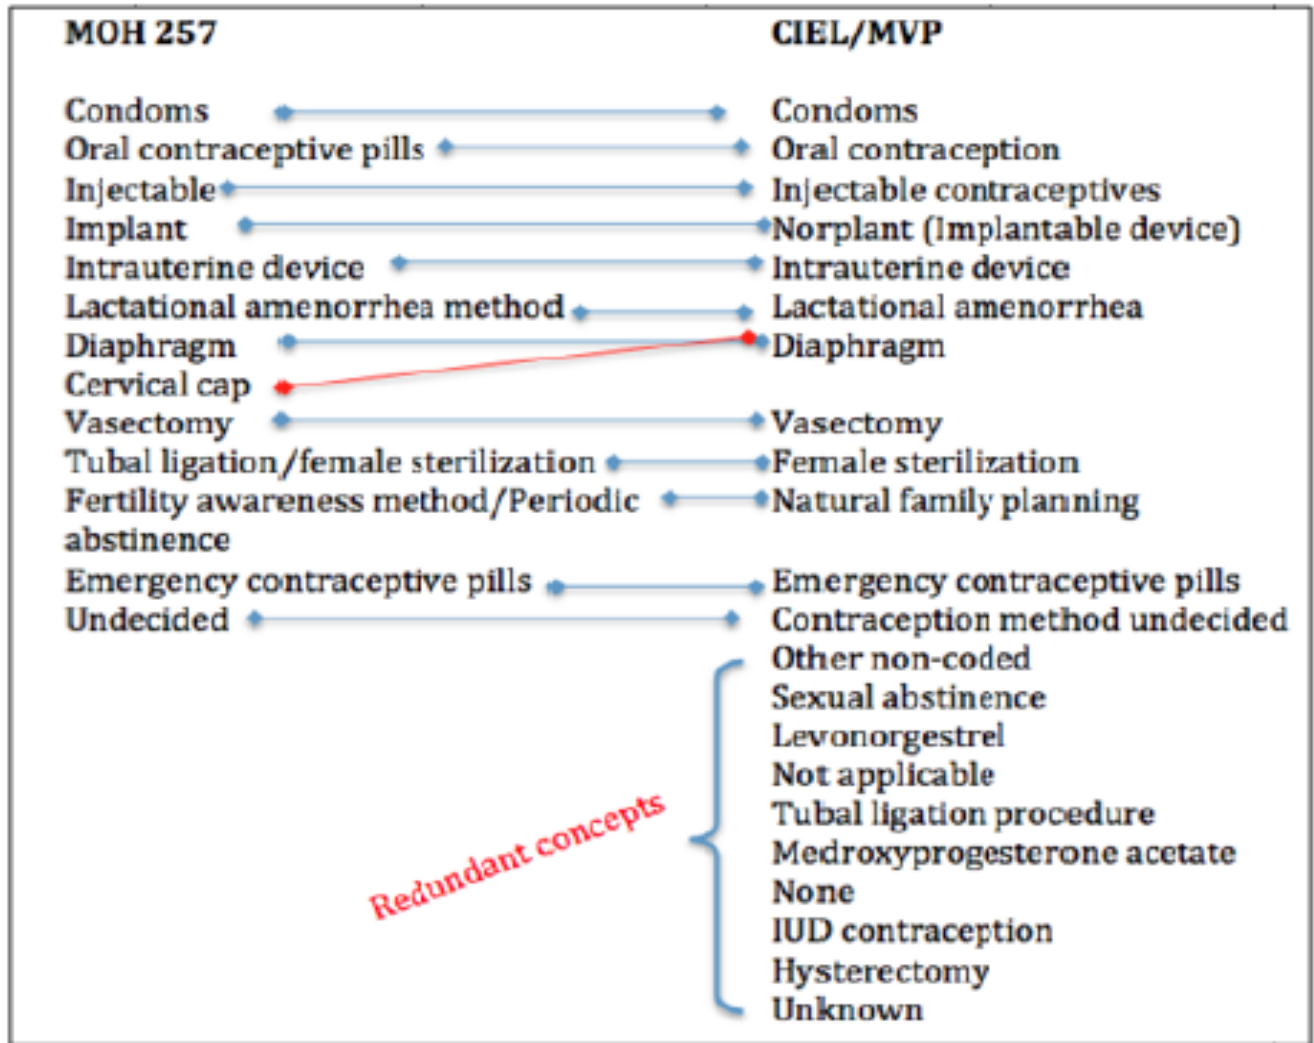 MOH 257
CIEL/MVP
Condoms
Condoms
Oral contraceptive pills
Oral contraception
Injectable
Injectable contraceptives
Implant
Norplant (Implantable device)
Intrauterine device
Intrauterine device
Lactational amenorrhea method
Lactational amenorrhea
Diaphragm
Diaphragm
Cervical cap
Vasectomy
Vasectomy
Tubal ligation/female sterilization
Female sterilization
Fertility awareness method/Periodic
abstinence
Natural family planning
Emergency contraceptive pills
Emergency contraceptive pills
Undecided
Contraception method undecided
Redundant concepts
Other non-coded
Sexual abstinence
Levonorgestrel
Not applicable
Tubal ligation procedure
Medroxyprogesterone acetate
None
IUD contraception
Hysterectomy
Unknown